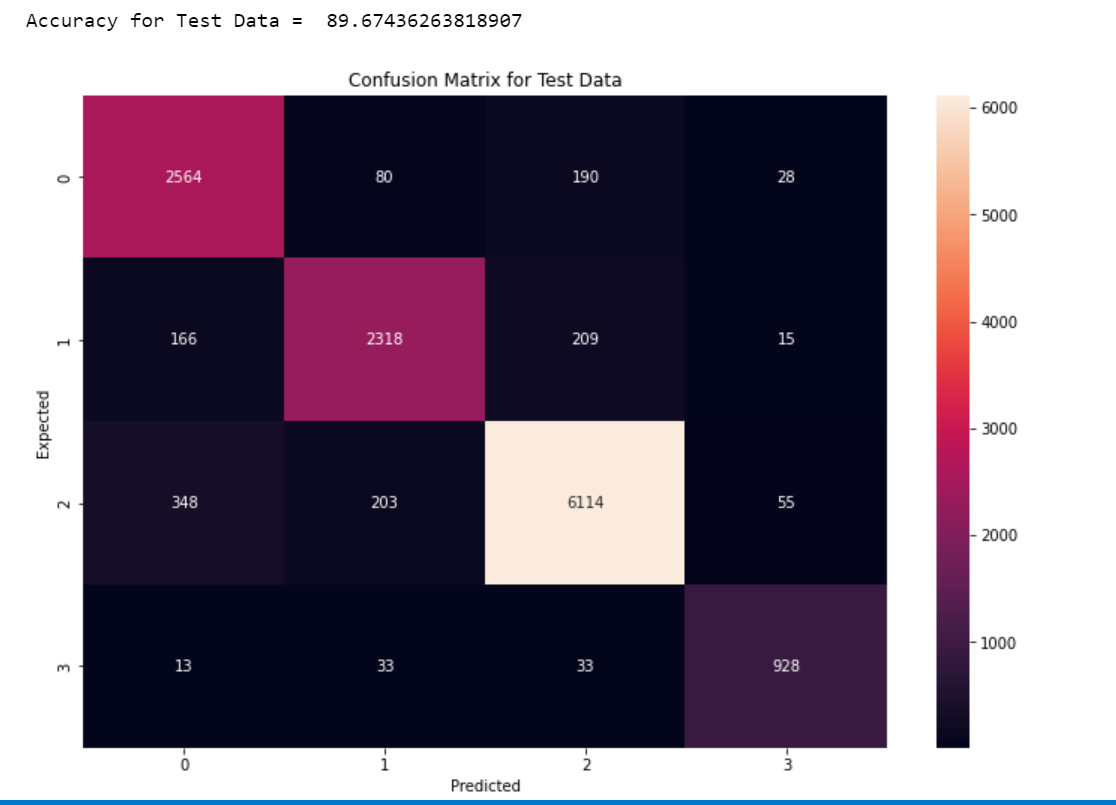 Accuracy for Test Data =  89.67436263818907
Confusion Matrix for Test Data
6000
0 2564 80 190 28
5000
4000
1 166 2318 209 15
Expected
3000
2 348 203 6114 55
2000
1000
3 13 33 33 928
0 1 2 3
Predicted